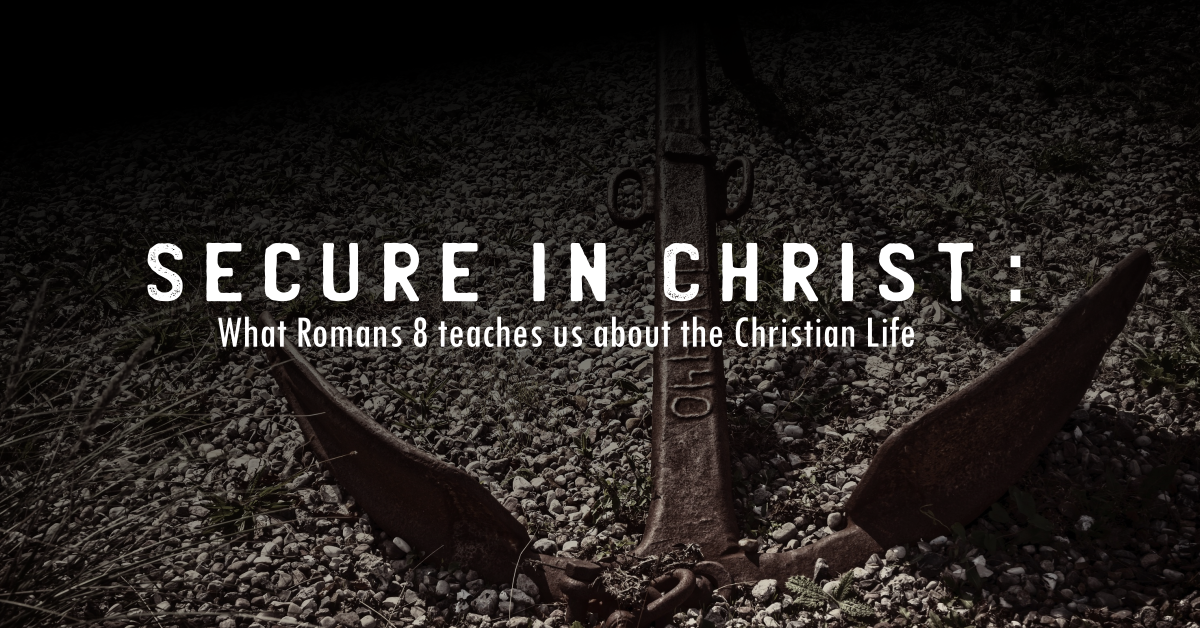 SECURE IN CHRIST:
What Romans 8 teaches us about the Christian Life